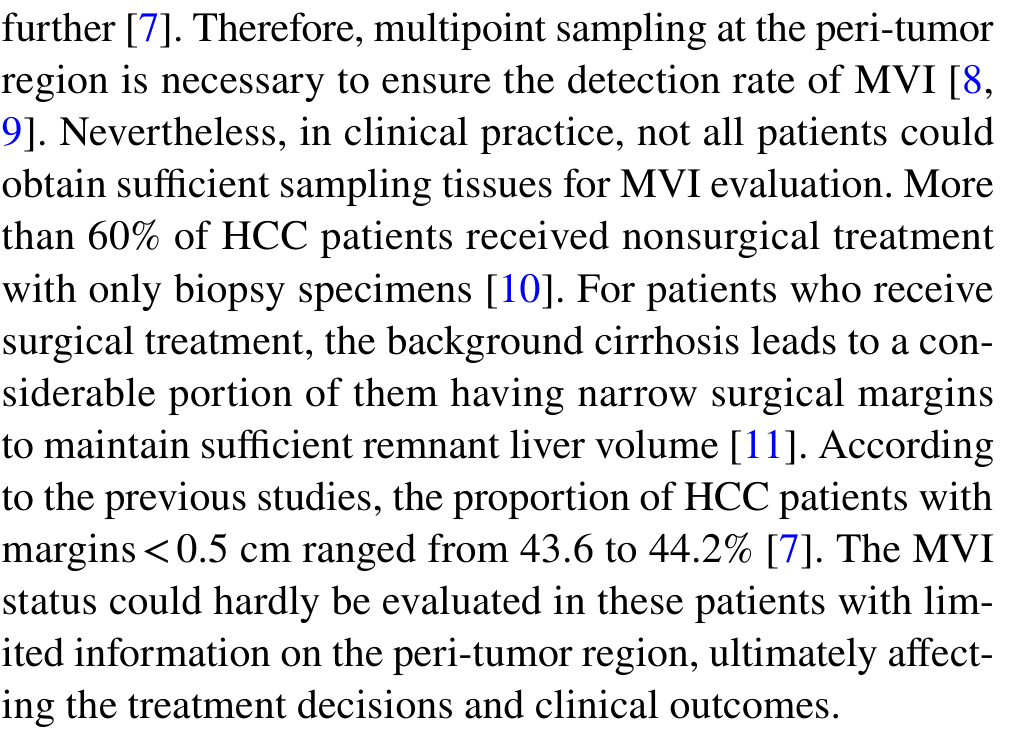 further [7]. Therefore, multipoint sampling at the peri-tumor
region is necessary to ensure the detection rate of MVI [8,
9]. Nevertheless, in clinical practice, not all patients could
obtain sufficient sampling tissues for MVI evaluation. More
than 60% of HCC patients received nonsurgical treatment
with only biopsy specimens [10]. For patients who receive
surgical treatment, the background cirrhosis leads to a con-
siderable portion of them having narrow surgical margins
to maintain sufficient remnant liver volume [11]. According
to the previous studies, the proportion of HCC patients with
margins < 0.5 cm ranged from 43.6 to 44.2% [7]. The MVI
status could hardly be evaluated in these patients with lim-
ited information on the peri-tumor region, ultimately affect-
ing the treatment decisions and clinical outcomes.